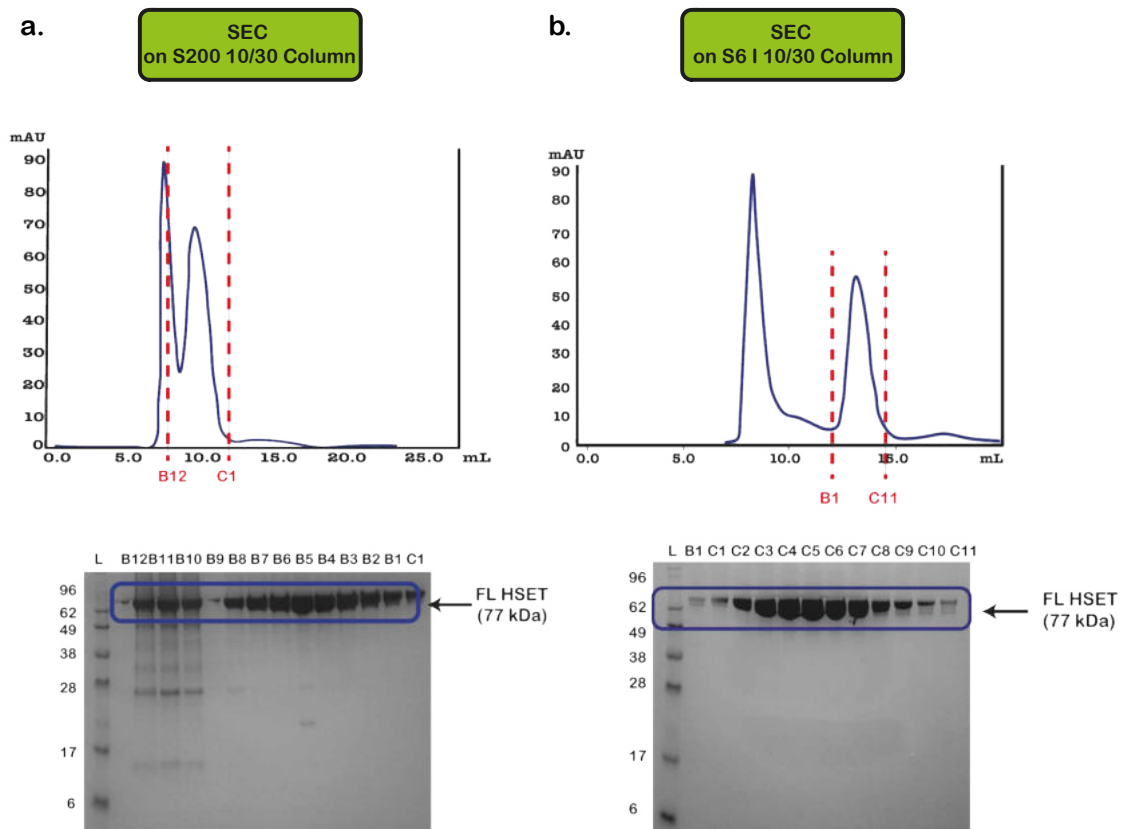 a.
SEC
on S200 10/30 Column
mAU
90
80
70
60
50
40
30
20
10
0
0.0 5.0 10.0 15.0 20.0 25.0 mL
B12 C1
L B12 B11 B10 B9 B8 B7 B6 B5 B4 B3 B2 B1 C1
96
62
49
38
28
17
6
FL HSET
(77 kDa)
b.
SEC
on S6 I 10/30 Column
mAU
90
80
70
60
50
40
30
20
10
0
0.0 5.0 10.0 15.0 mL
B1 C11
L B1 C1 C2 C3 C4 C5 C6 C7 C8 C9 C10 C11
96
62
49
38
28
17
6
FL HSET
(77 kDa)